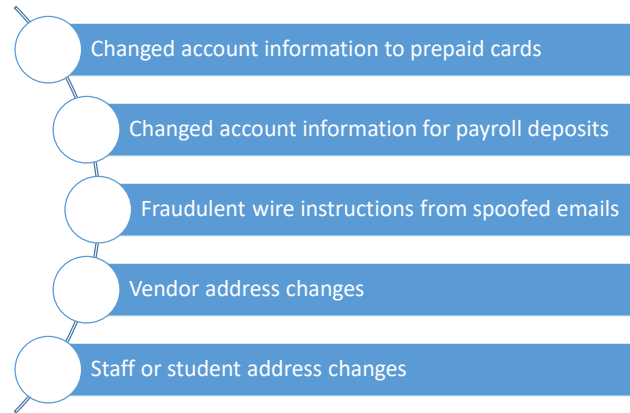 Changed account information to prepaid cards
Changed account information for payroll deposits
Fraudulent wire instructions from spoofed emails
Vendor address changes
Staff or student address changes